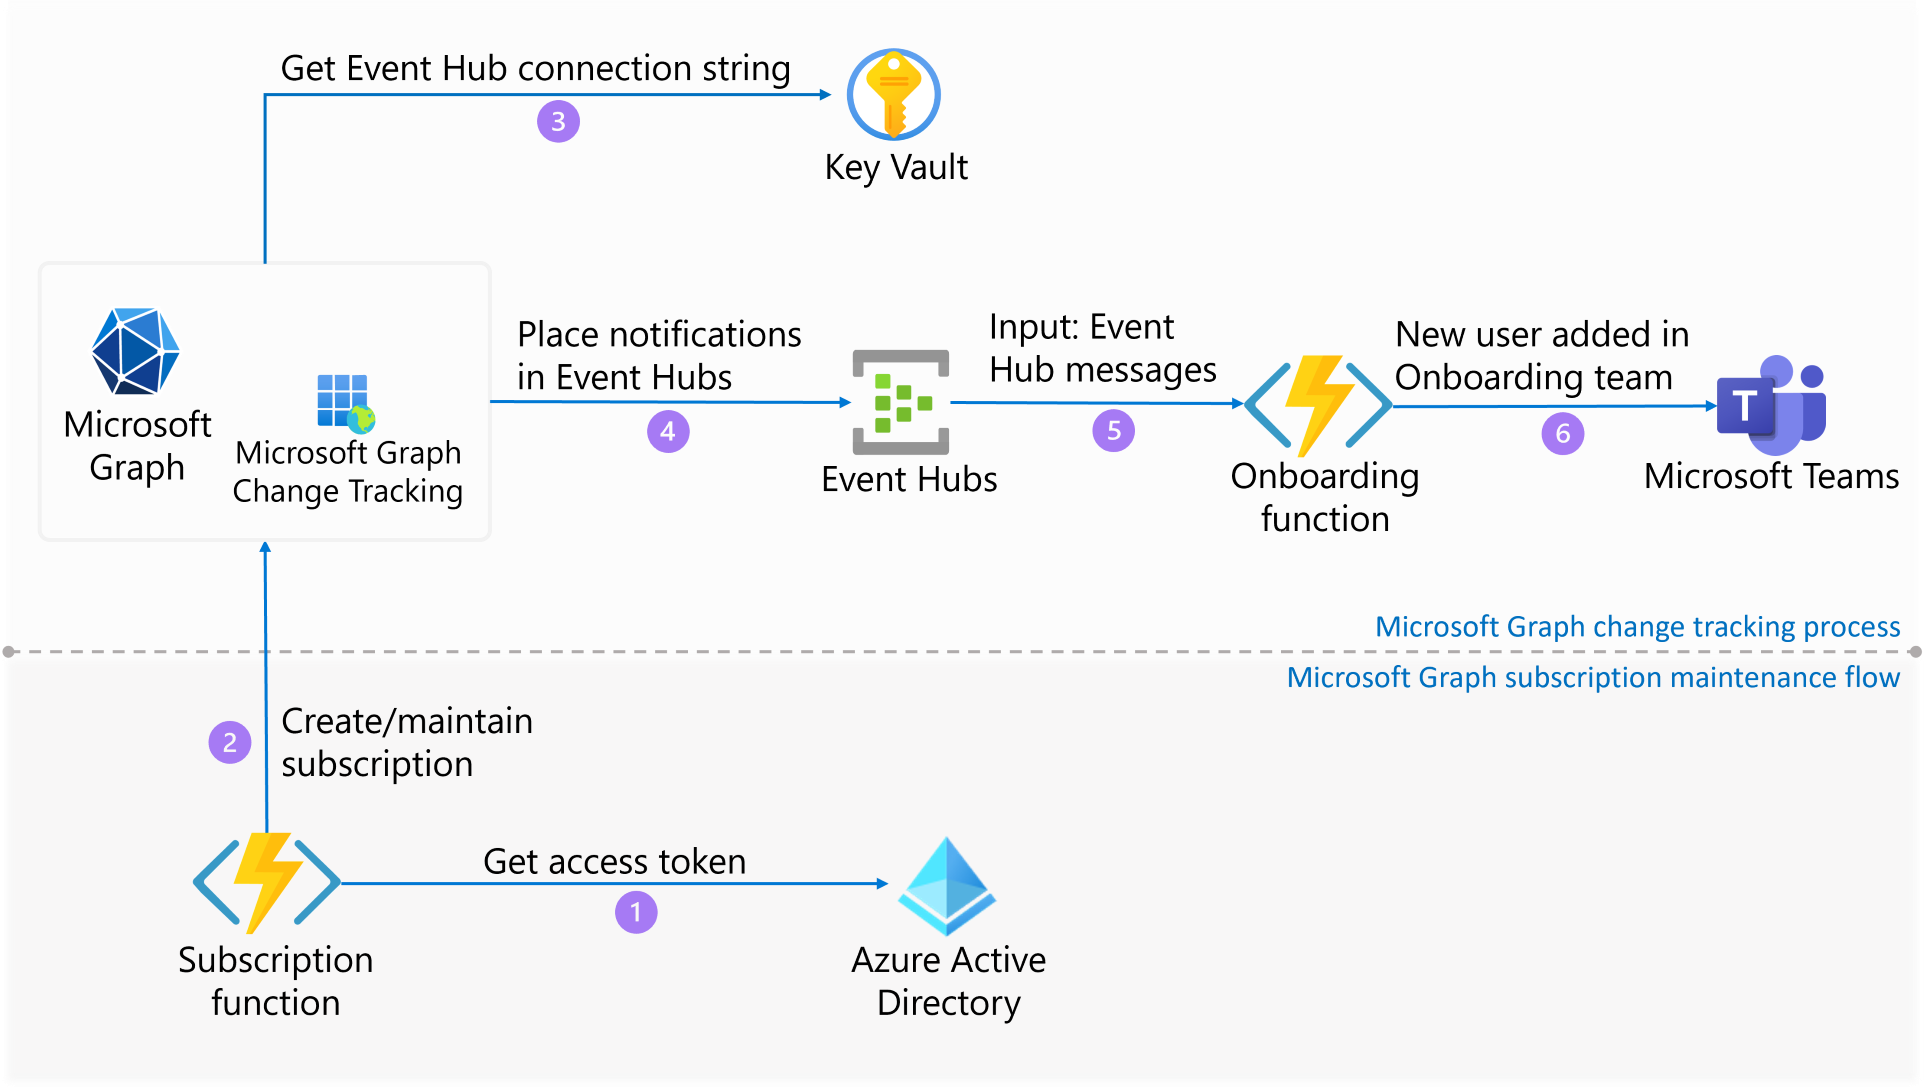 Get Event Hub connection string
3
Key Vault
Microsoft
Graph
Microsoft Graph
Change Tracking
Place notifications
in Event Hubs
4
Event Hubs
Input: Event
Hub messages
5
Onboarding
function
New user added in
Onboarding team
6
T
Microsoft Teams
Microsoft Graph change tracking process
Microsoft Graph subscription maintenance flow
2
Create/maintain
subscription
Subscription
function
Get access token
1
Azure Active
Directory